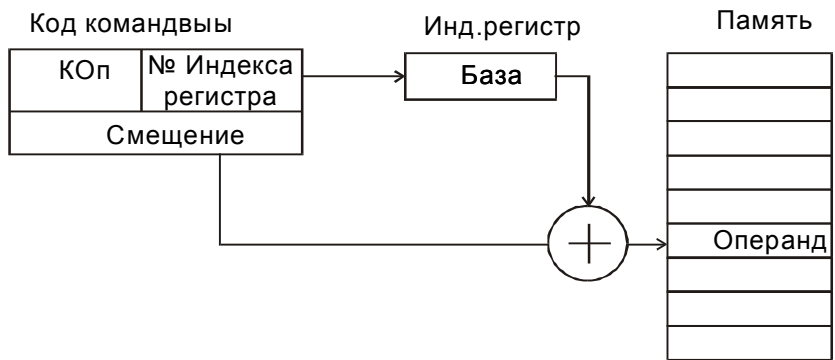 Код командвыы
Инд.регистр
Память
КОп
№ Индекса
регистра
База
Смещение
Операнд